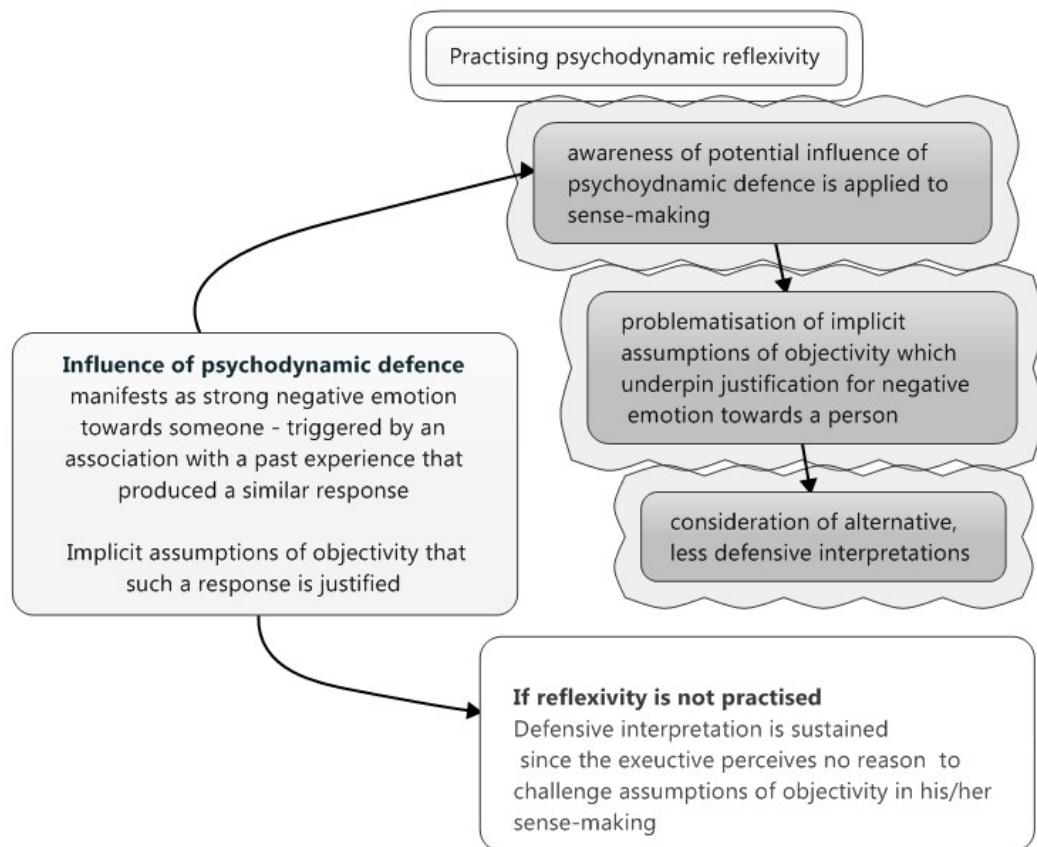 Practising psychodynamic reflexivity
awareness of potential influence of
psychoydnamic defence is applied to
sense-making
problematisation of implicit
assumptions of objectivity which
underpin justification for negative
emotion towards a person
consideration of alternative,
less defensive interpretations
Influence of psychodynamic defence
manifests as strong negative emotion
towards someone - triggered by an
association with a past experience that
produced a similar response
Implicit assumptions of objectivity that
such a response is justified
If reflexivity is not practised
Defensive interpretation is sustained
since the exeuctive perceives no reason to
challenge assumptions of objectivity in his/her
sense-making